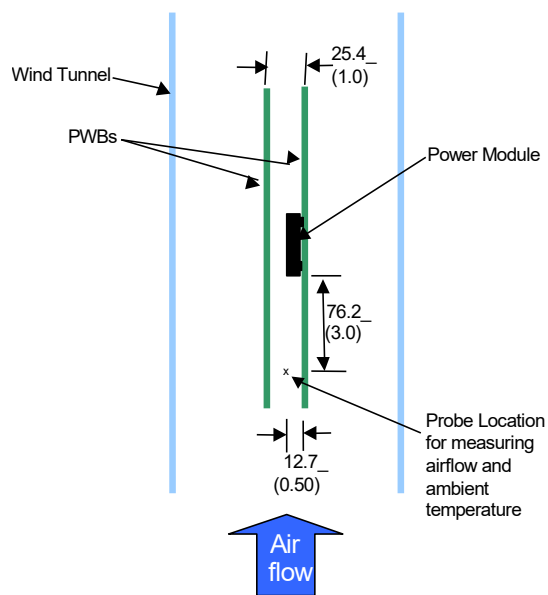 25.4_
(1.0)
Wind Tunnel
PWBs
Power Module
76.2_
(3.0)
x
Probe Location
for measuring
airflow and
ambient
temperature
12.7_
(0.50)
Air
flow